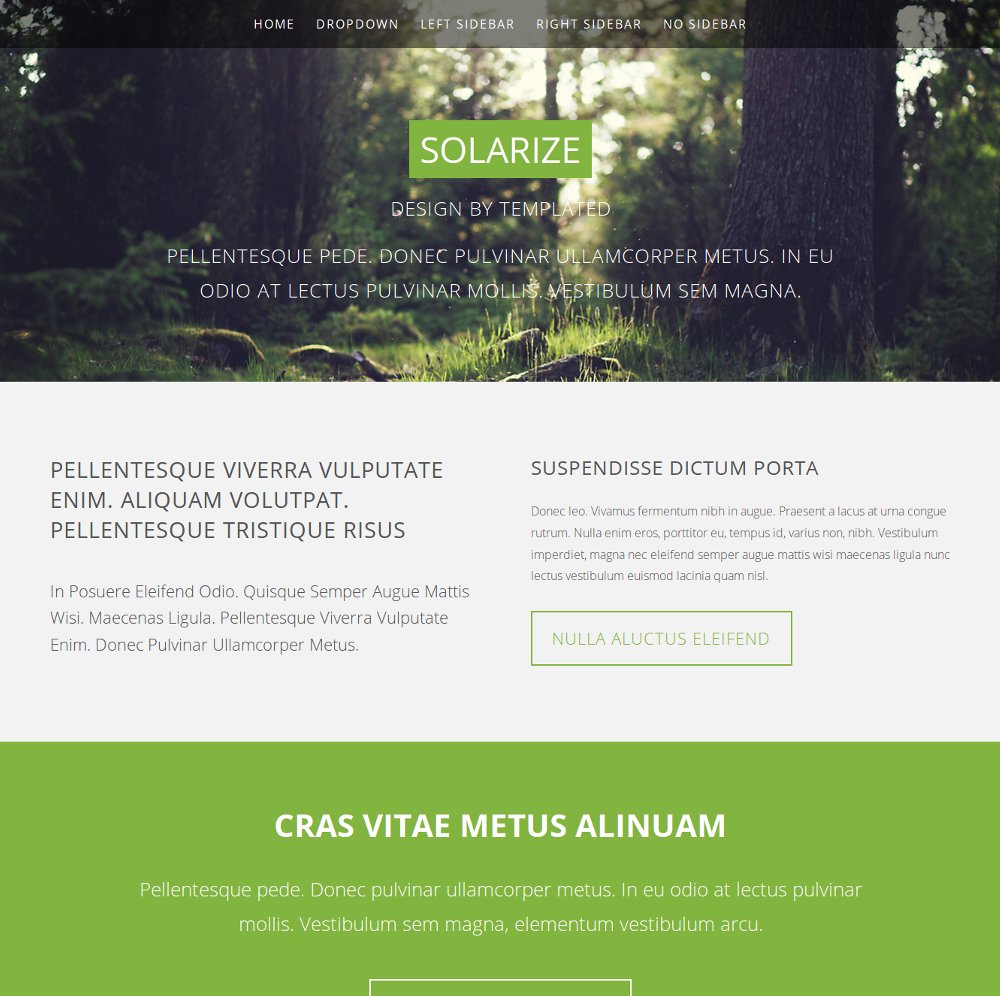 HOME DROPDOWN LEFT SIDEBAR RIGHT SIDEBAR NO SIDEBAR
SOLARIZE
DESIGN BY TEMPLATED
PELLENTESQUE PEDE. DONEC PULVINAR ULLAMCORPER METUS. IN EU
ODIO AT LECTUS PULVINAR MOLLIS. VESTIBULUM SEM MAGNA.
PELLENTESQUE VIVERRA VULPUTATE
ENIM. ALIQUAM VOLUTPAT.
PELLENTESQUE TRISTIQUE RISUS
In Posuere Eleifend Odio. Quisque Semper Augue Mattis
Wisi. Maecenas Ligula. Pellentesque Viverra Vulputate
Enim. Donec Pulvinar Ullamcorper Metus.
SUSPENDISSE DICTUM PORTA
Donec leo. Vivamus fermentum nibh in augue. Praesent a lacus at urna congue
rutrum. Nulla enim eros, porttitor eu, tempus id, varius non, nibh. Vestibulum
imperdiet, magna nec eleifend semper augue mattis wisi maecenas ligula nunc
lectus vestibulum euismod lacinia quam nisl.
NULLA ALUCTUS ELEIFEND
CRAS VITAE METUS ALINUAM
Pellentesque pede. Donec pulvinar ullamcorper metus. In eu odio at lectus pulvinar
mollis. Vestibulum sem magna, elementum vestibulum arcu.